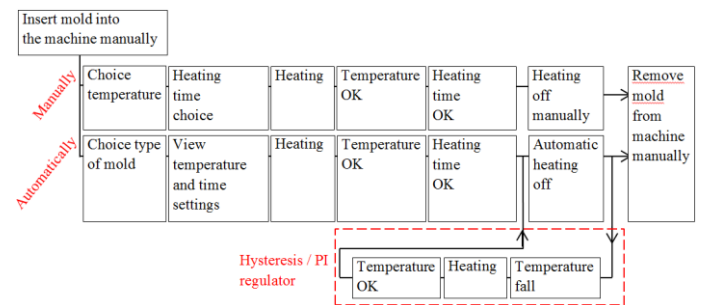 Insert mold into
the machine manually
Manually
Choice
temperature
Heating
time
choice
Heating
Temperature
OK
Heating
time
OK
Heating
off
manually
Remove
mold
from
machine
manually
Automatically
Choice type
of mold
View
temperature
and time
settings
Heating
Temperature
OK
Heating
time
OK
Automatic
heating
off
Hysteresis / PI
regulator
Temperature
OK
Heating
Temperature
fall